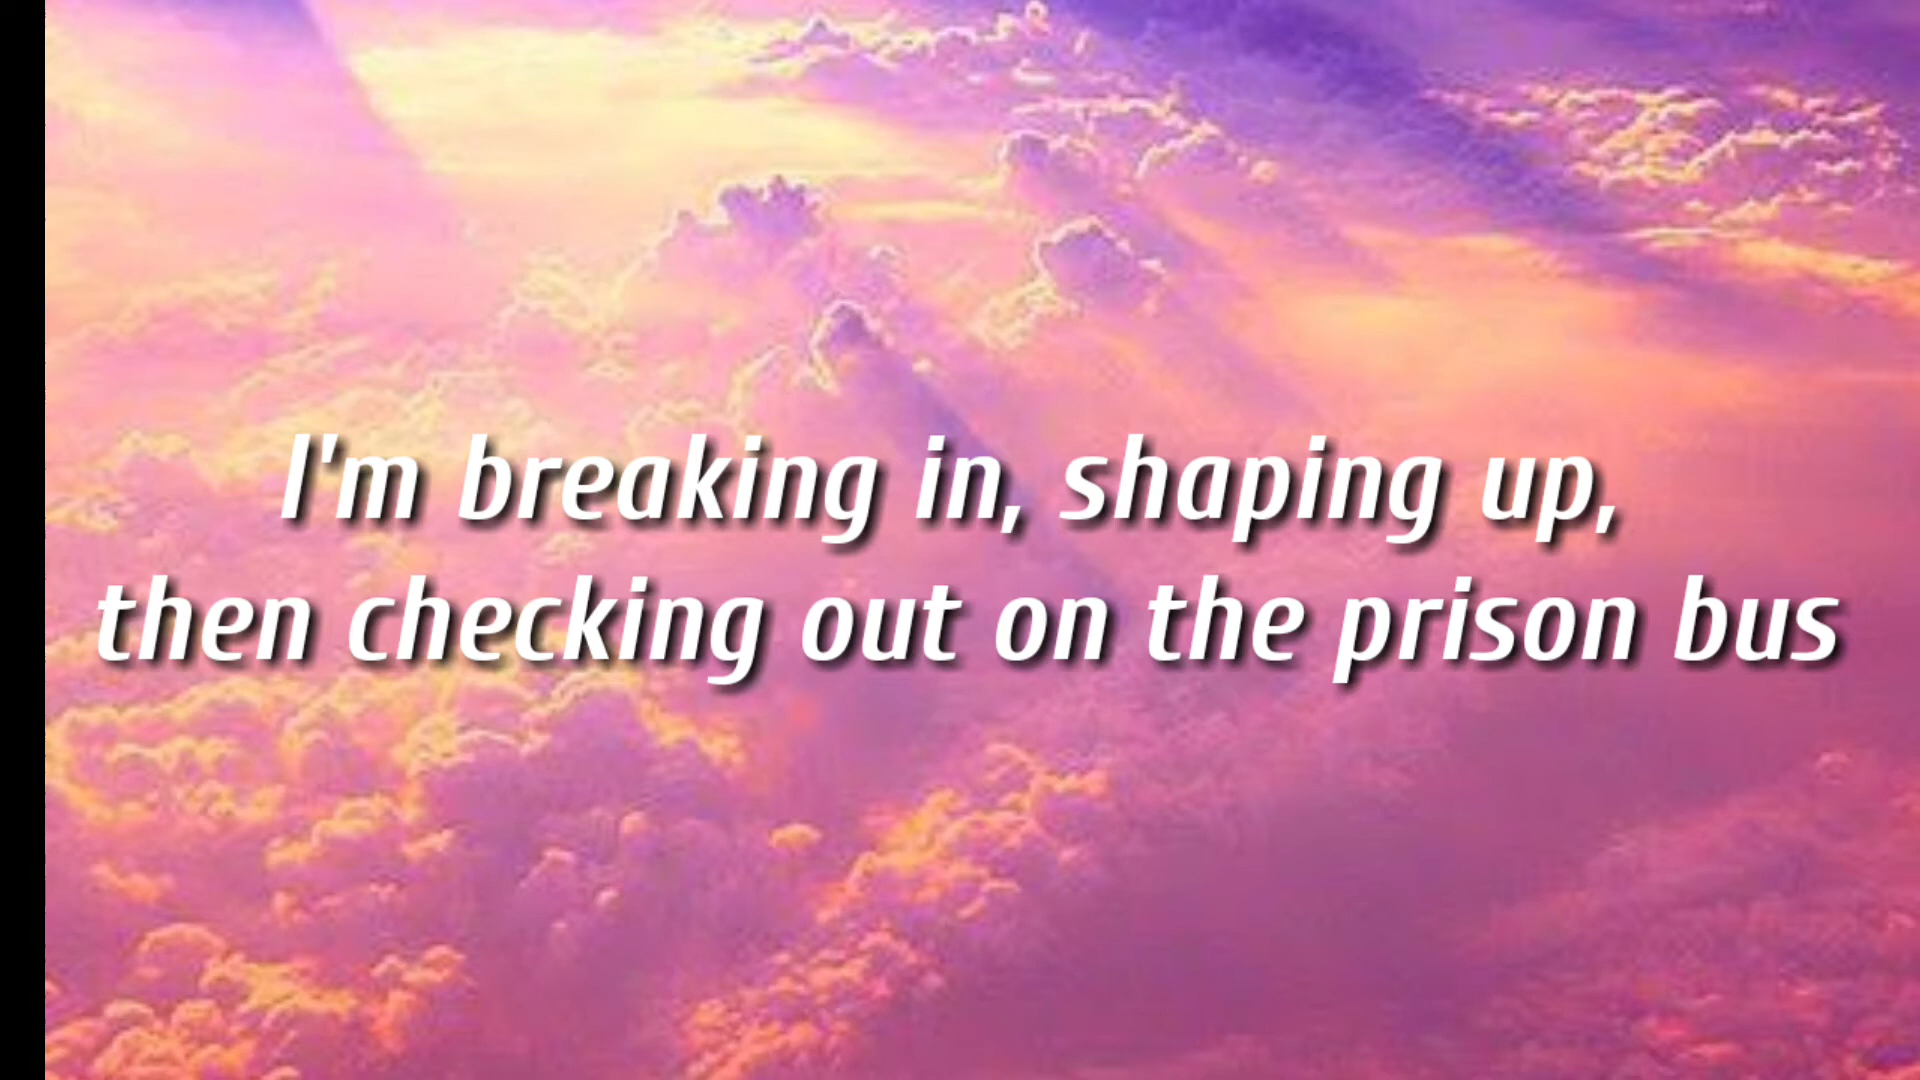 I'm breaking in, shaping up,
then checking out on the prison bus